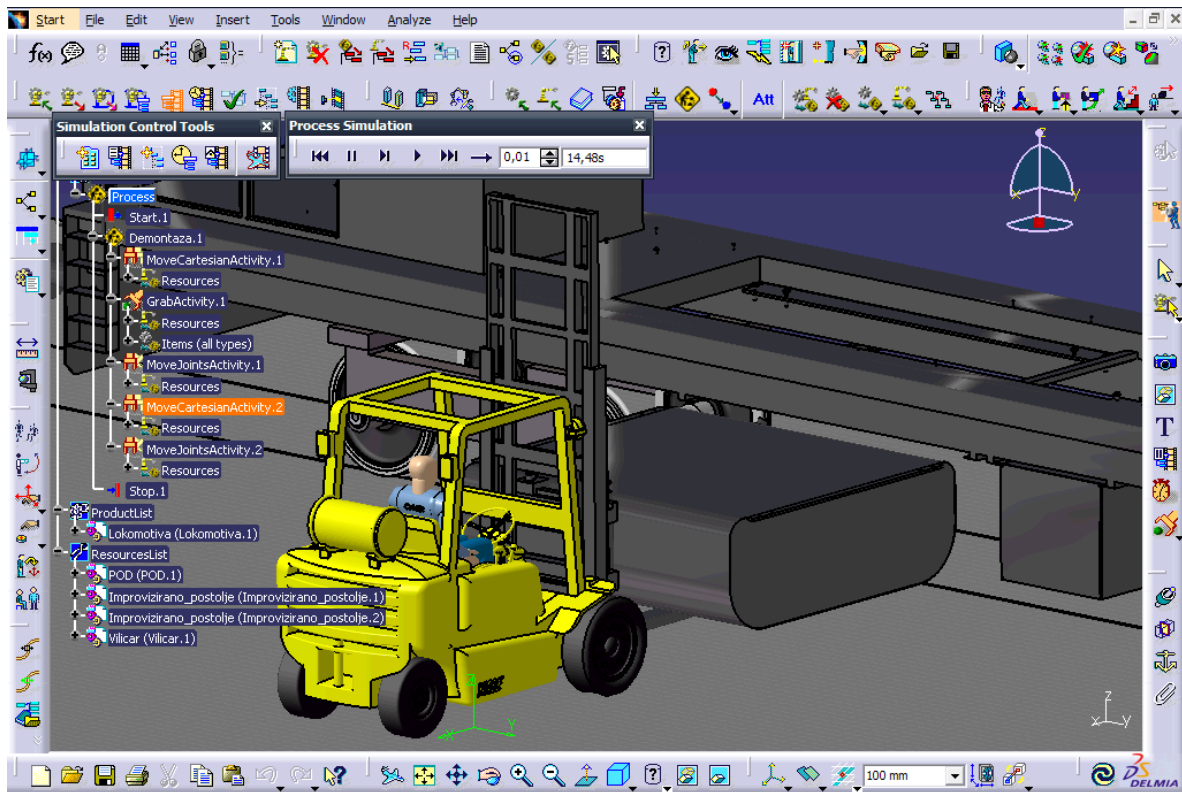 Start File Edit View Insert Tools Window Analyze Help
f(x)
Att
Simulation Control Tools
Process Simulation
0,01 14,48s
Process
Start.1
Demontaza.1
MoveCartesianActivity.1
Resources
GrabActivity.1
Resources
Items (all types)
MoveJointsActivity.1
Resources
MoveCartesianActivity.2
Resources
MoveJointsActivity.2
Resources
Stop.1
ProductList
Lokomotiva (Lokomotiva.1)
ResourcesList
POD (POD.1)
Improvizirano_postolje (Improvizirano_postolje.1)
Improvizirano_postolje (Improvizirano_postolje.2)
Vilicar (Vilicar.1)
z
x y
T
z
x y
z
x y
100 mm
DELMIA